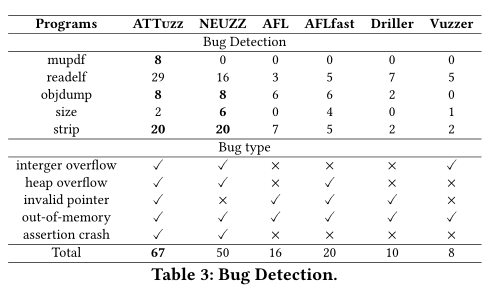 Programs ATTuzz NEUZZ AFL AFLfast Driller Vuzzer
Bug Detection
mupdf 8 0 0 0 0 0
readelf 29 16 3 5 7 5
objdump 8 8 6 6 2 0
size 2 6 0 4 0 1
strip 20 20 7 5 2 2
Bug type
interger overflow ✓ ✓ × × × ✓
heap overflow ✓ ✓ × ✓ × ×
invalid pointer ✓ × ✓ ✓ ✓ ×
out-of-memory ✓ ✓ ✓ ✓ ✓ ✓
assertion crash ✓ ✓ × × × ×
Total 67 50 16 20 10 8
Table 3: Bug Detection.